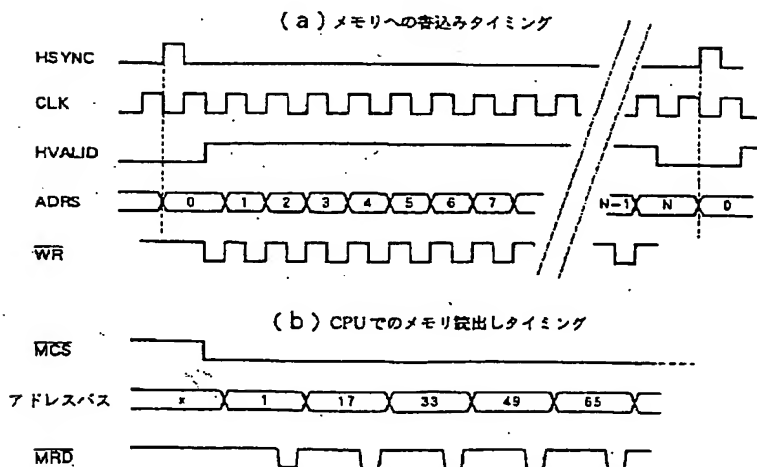 (a) メモリへの書込みタイミング
HSYNC
CLK
HVALID
ADRS 0 1 2 3 4 5 6 7 N-1 N 0
WR
(b) CPUでのメモリ読出しタイミング
MCS
アドレスバス x 1 17 33 49 65
MRD